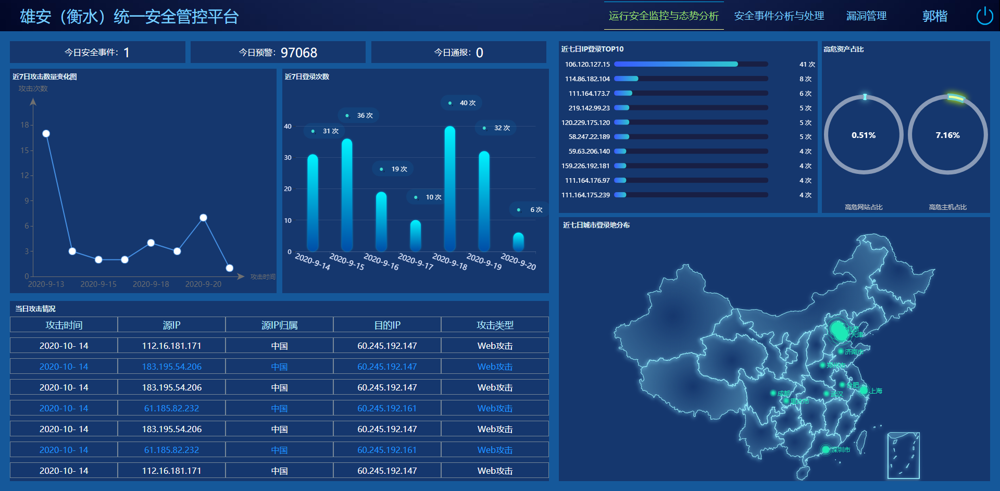 雄安（衡水）统一安全管控平台
运行安全监控与态势分析 安全事件分析与处理 漏洞管理 郭楷
今日安全事件：1
今日预警：97068
今日通报：0
近7日攻击数量变化图
攻击次数
18
15
12
9
6
3
0
2020-9-13 2020-9-15 2020-9-18 2020-9-20
攻击时间
近7日登录次数
40
30
20
10
0
31 次
36 次
19 次
10 次
40 次
32 次
6 次
2020-9-14 2020-9-15 2020-9-16 2020-9-17 2020-9-18 2020-9-19 2020-9-20
当日攻击情况
攻击时间 源IP 源IP归属 目的IP 攻击类型
2020-10- 14 112.16.181.171 中国 60.245.192.147 Web攻击
2020-10- 14 183.195.54.206 中国 60.245.192.147 Web攻击
2020-10- 14 183.195.54.206 中国 60.245.192.147 Web攻击
2020-10- 14 61.185.82.232 中国 60.245.192.161 Web攻击
2020-10- 14 183.195.54.206 中国 60.245.192.147 Web攻击
2020-10- 14 61.185.82.232 中国 60.245.192.161 Web攻击
2020-10- 14 112.16.181.171 中国 60.245.192.147 Web攻击
近七日IP登录TOP10
106.120.127.15 41 次
114.86.182.104 8 次
111.164.173.7 6 次
219.142.99.23 5 次
120.229.175.120 5 次
58.247.22.189 5 次
59.63.206.140 4 次
159.226.192.181 4 次
111.164.176.97 4 次
111.164.175.239 4 次
高危资产占比
0.51%
7.16%
高危网站占比
高危主机占比
近七日城市登录地分布
北京
天津
济南市
郑州市
合肥
上海
成都
武汉
重庆市
深圳市